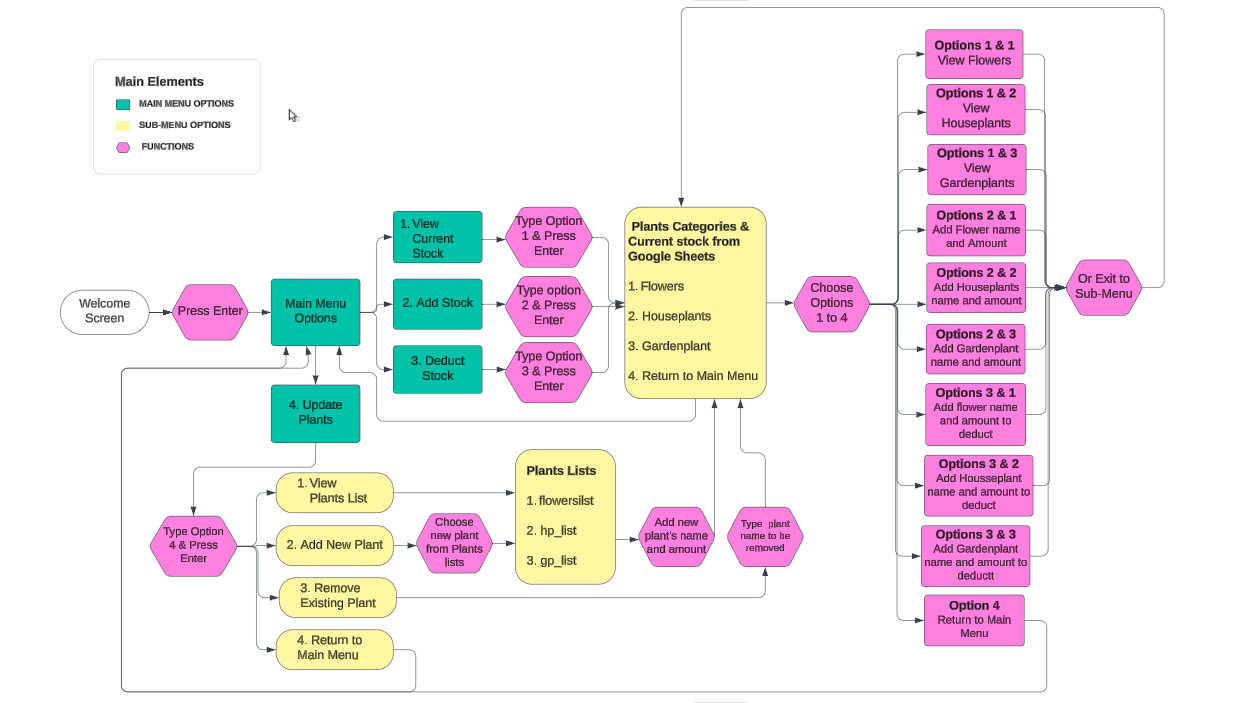 Main Elements
MAIN MENU OPTIONS
SUB-MENU OPTIONS
FUNCTIONS
Welcome
Screen
Press Enter
Main Menu
Options
1. View
Current
Stock
2. Add Stock
3. Deduct
Stock
4. Update
Plants
Type Option
1 & Press
Enter
Type option
2 & Press
Enter
Type Option
3 & Press
Enter
Plants Categories &
Current stock from
Google Sheets
1. Flowers
2. Houseplants
3. Gardenplant
4. Return to Main Menu
Choose
Options
1 to 4
Options 1 & 1
View Flowers
Options 1 & 2
View
Houseplants
Options 1 & 3
View
Gardenplants
Options 2 & 1
Add Flower name
and Amount
Options 2 & 2
Add Houseplants
name and amount
Options 2 & 3
Add Gardenplant
name and amount
Options 3 & 1
Add flower name
and amount to
deduct
Options 3 & 2
Add Housseplant
name and amount to
deduct
Options 3 & 3
Add Gardenplant
name and amount to
deductt
Option 4
Return to Main
Menu
Or Exit to
Sub-Menu
Type Option
4 & Press
Enter
1. View
Plants List
2. Add New Plant
3. Remove
Existing Plant
4. Return to
Main Menu
Choose
new plant
from Plants
lists
Plants Lists
1. flowersilst
2. hp_list
3. gp_list
Add new
plant's name
and amount
Type plant
name to be
removed